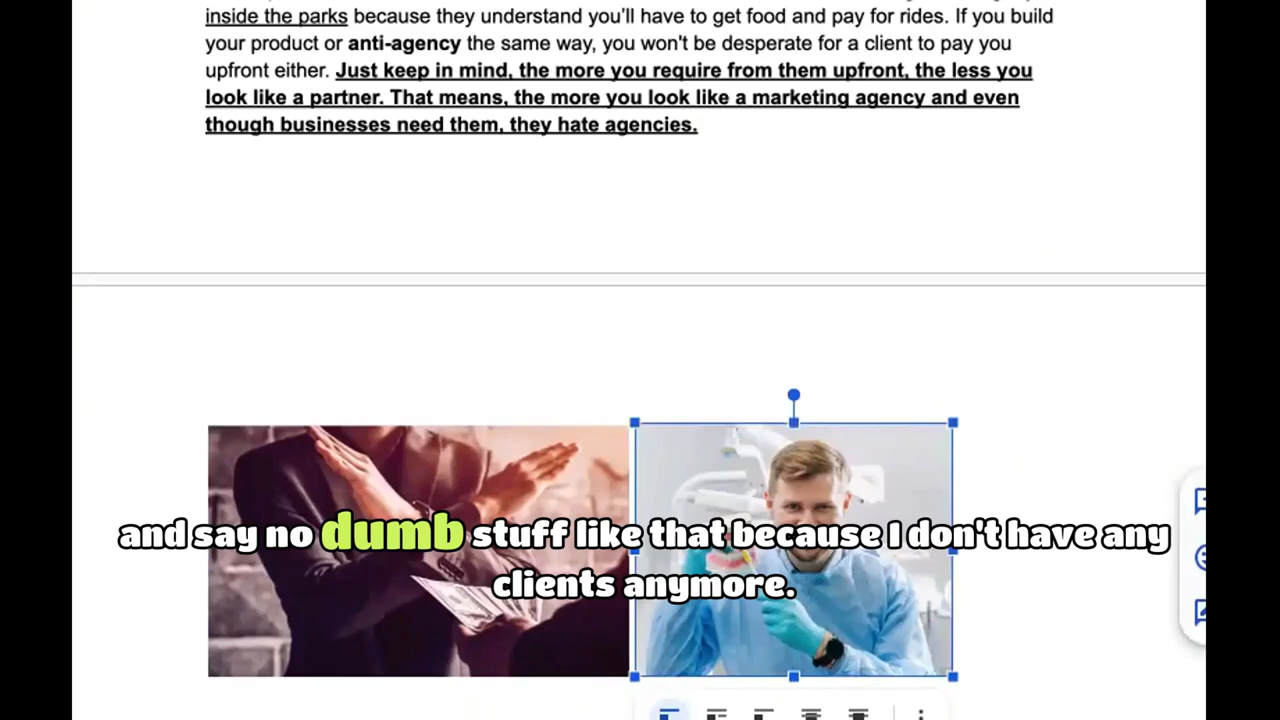 inside the parks because they understand you'll have to get food and pay for rides. If you build
your product or anti-agency the same way, you won't be desperate for a client to pay you
upfront either. Just keep in mind, the more you require from them upfront, the less you
look like a partner. That means, the more you look like a marketing agency and even
though businesses need them, they hate agencies.
and say no dumb stuff like that because I don't have any
clients anymore.